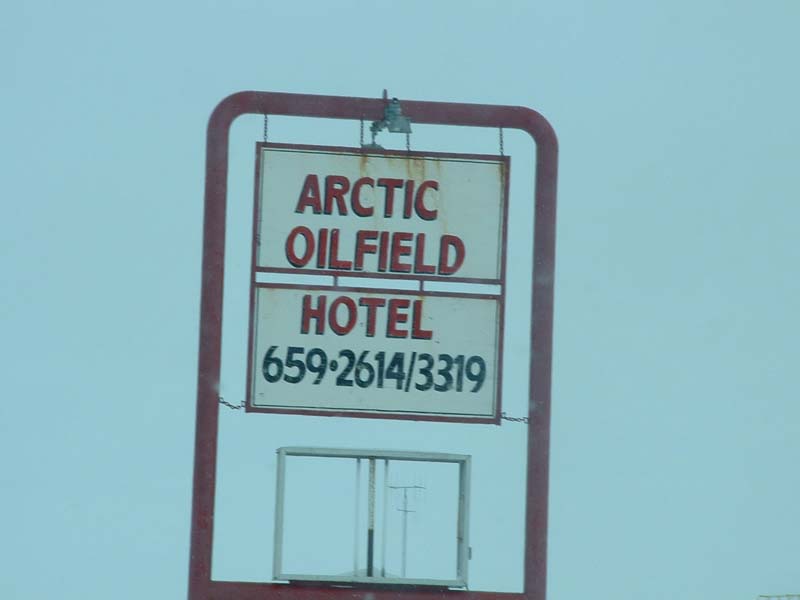 ARCTIC
OILFIELD
HOTEL
659•2614/3319